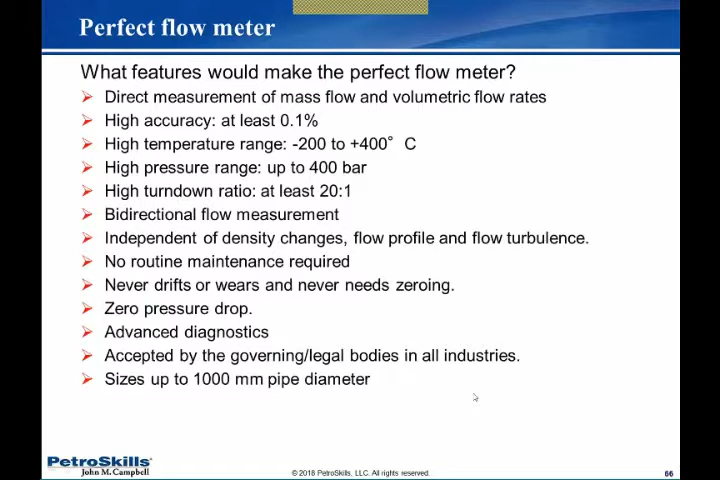 Perfect flow meter
What features would make the perfect flow meter?
Direct measurement of mass flow and volumetric flow rates
High accuracy: at least 0.1%
High temperature range: -200 to +400° C
High pressure range: up to 400 bar
High turndown ratio: at least 20:1
Bidirectional flow measurement
Independent of density changes, flow profile and flow turbulence.
No routine maintenance required
Never drifts or wears and never needs zeroing.
Zero pressure drop.
Advanced diagnostics
Accepted by the governing/legal bodies in all industries.
Sizes up to 1000 mm pipe diameter
PetroSkills®
John M. Campbell
© 2018 PetroSkills, LLC. All rights reserved.
66